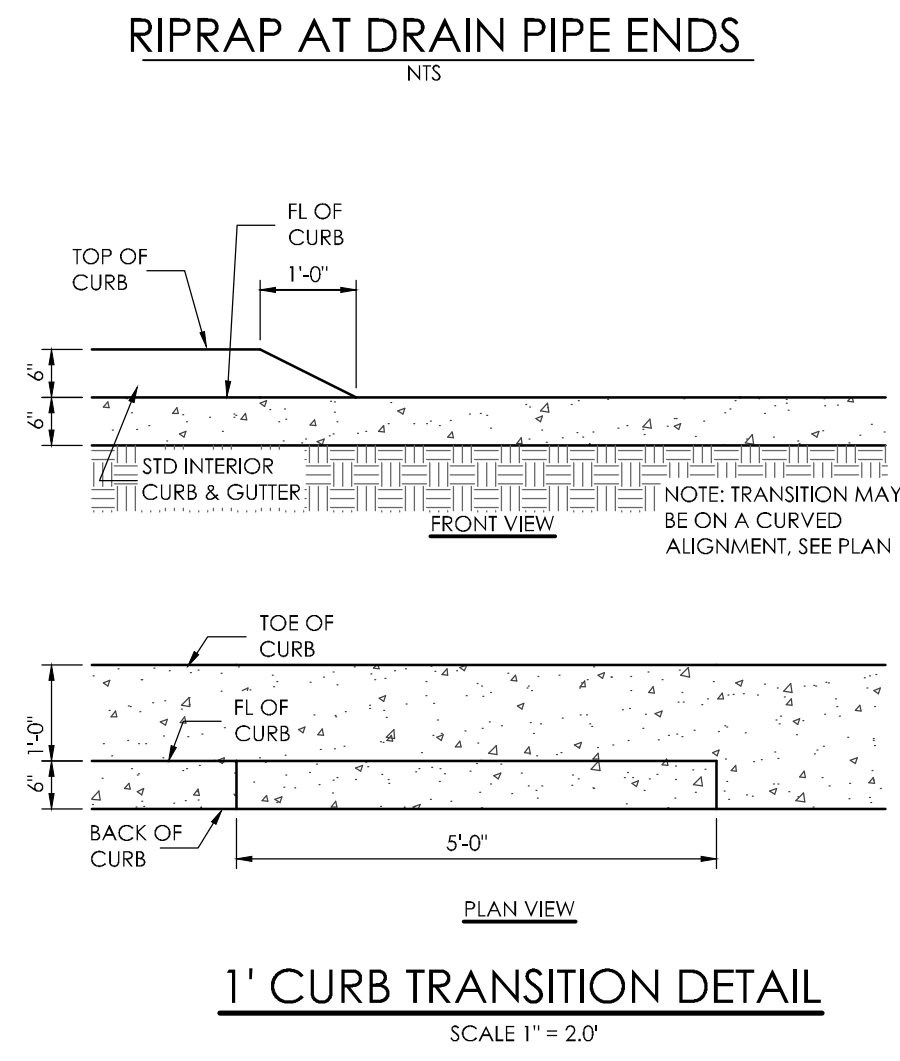 RIPRAP AT DRAIN PIPE ENDS
NTS
FL OF
CURB
TOP OF
CURB
1'-0"
6"
6"
STD INTERIOR
CURB & GUTTER
FRONT VIEW
NOTE: TRANSITION MAY
BE ON A CURVED
ALIGNMENT, SEE PLAN
TOE OF
CURB
FL OF
CURB
1'-0"
6"
BACK OF
CURB
5'-0"
PLAN VIEW
1' CURB TRANSITION DETAIL
SCALE 1" = 2.0'